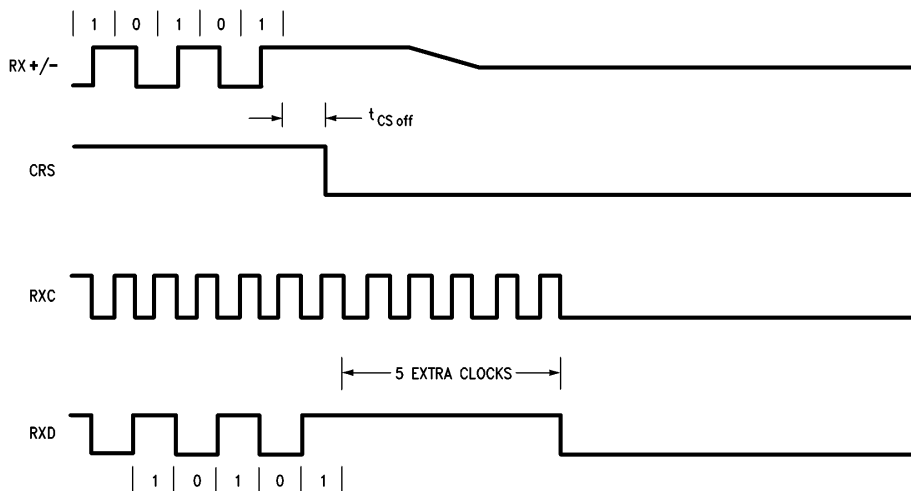 1 0 1 0 1
RX +/−
t CS off
CRS
RXC
5 EXTRA CLOCKS
RXD
1 0 1 0 1